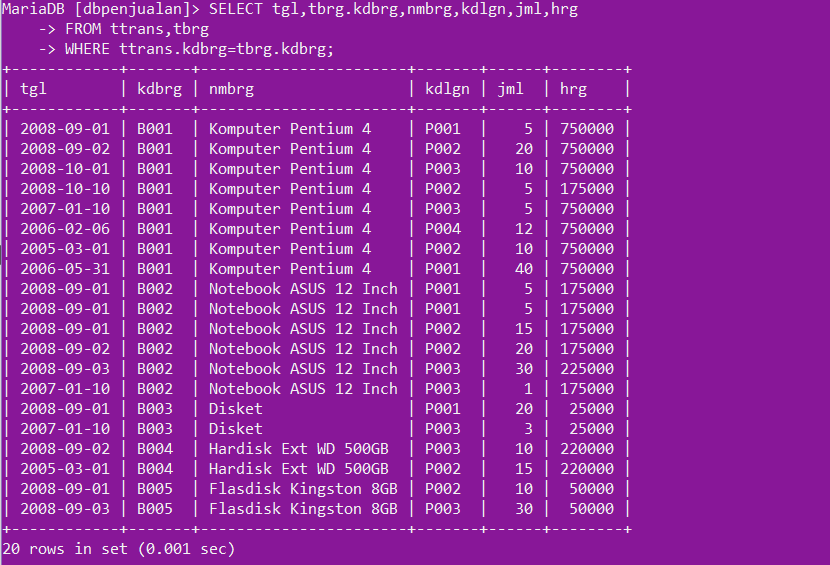 MariaDB [dbpenjualan]> SELECT tgl,tbrg.kdbrg,nmbrg,kdlgn,jml,hrg
    -> FROM ttrans,tbrg
    -> WHERE ttrans.kdbrg=tbrg.kdbrg;
+------------+-------+---------------------+-------+------+--------+
| tgl        | kdbrg | nmbrg               | kdlgn | jml  | hrg    |
+------------+-------+---------------------+-------+------+--------+
| 2008-09-01 | B001  | Komputer Pentium 4  | P001  |    5 | 750000 |
| 2008-09-02 | B001  | Komputer Pentium 4  | P002  |   20 | 750000 |
| 2008-10-01 | B001  | Komputer Pentium 4  | P003  |   10 | 750000 |
| 2008-10-10 | B001  | Komputer Pentium 4  | P002  |    5 | 175000 |
| 2007-01-10 | B001  | Komputer Pentium 4  | P003  |    5 | 750000 |
| 2006-02-06 | B001  | Komputer Pentium 4  | P004  |   12 | 750000 |
| 2005-03-01 | B001  | Komputer Pentium 4  | P002  |   10 | 750000 |
| 2006-05-31 | B001  | Komputer Pentium 4  | P001  |   40 | 750000 |
| 2008-09-01 | B002  | Notebook ASUS 12 Inch | P001  |    5 | 175000 |
| 2008-09-01 | B002  | Notebook ASUS 12 Inch | P001  |    5 | 175000 |
| 2008-09-01 | B002  | Notebook ASUS 12 Inch | P002  |   15 | 175000 |
| 2008-09-02 | B002  | Notebook ASUS 12 Inch | P002  |   20 | 175000 |
| 2008-09-03 | B002  | Notebook ASUS 12 Inch | P003  |   30 | 225000 |
| 2007-01-10 | B002  | Notebook ASUS 12 Inch | P003  |    1 | 175000 |
| 2008-09-01 | B003  | Disket              | P001  |   20 |  25000 |
| 2007-01-10 | B003  | Disket              | P003  |    3 |  25000 |
| 2008-09-02 | B004  | Hardisk Ext WD 500GB | P003  |   10 | 220000 |
| 2005-03-01 | B004  | Hardisk Ext WD 500GB | P002  |   15 | 220000 |
| 2008-09-01 | B005  | Flasdisk Kingston 8GB | P002  |   10 |  50000 |
| 2008-09-03 | B005  | Flasdisk Kingston 8GB | P003  |   30 |  50000 |
+------------+-------+---------------------+-------+------+--------+
20 rows in set (0.001 sec)